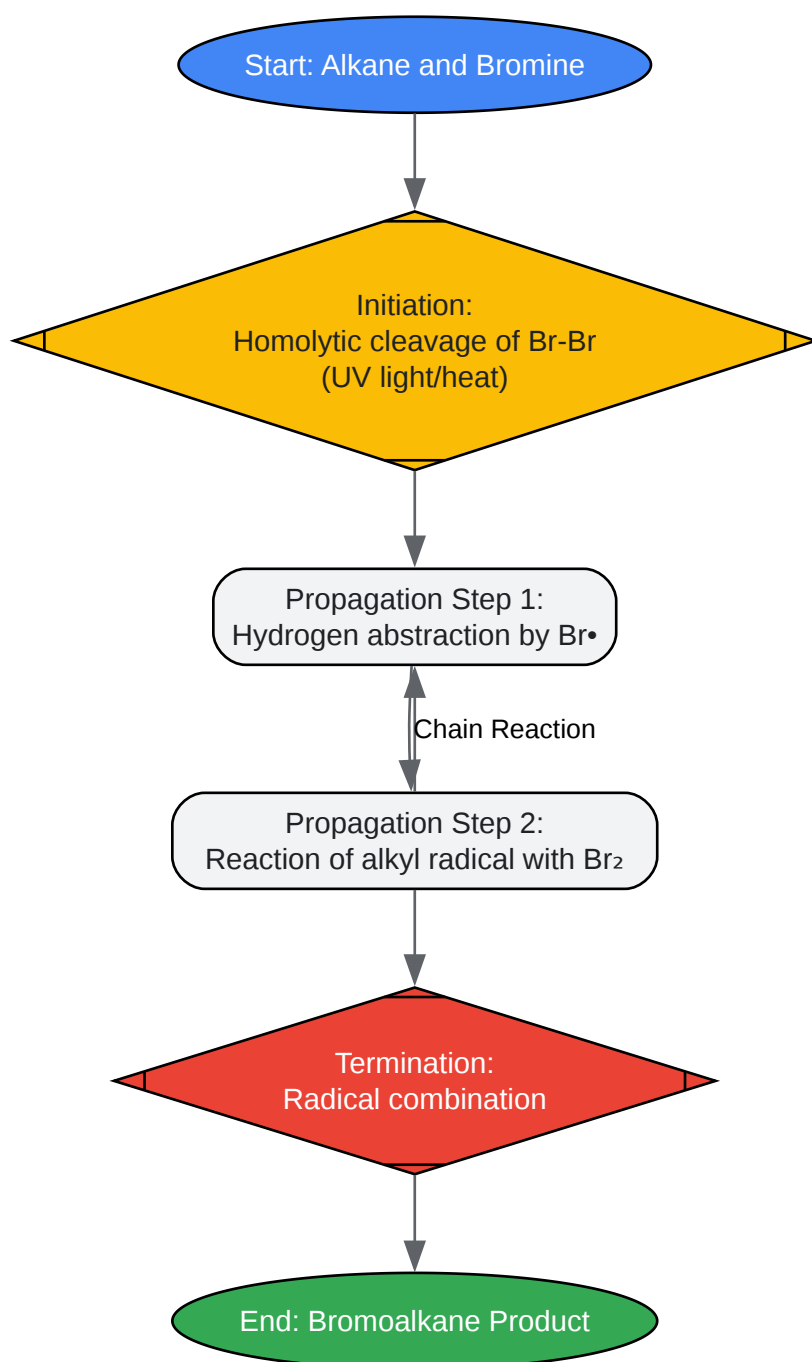 Start: Alkane and Bromine
Initiation:
Homolytic cleavage of Br-Br
(UV light/heat)
Propagation Step 1:
Hydrogen abstraction by Br•
Chain Reaction
Propagation Step 2:
Reaction of alkyl radical with Br₂
Termination:
Radical combination
End: Bromoalkane Product